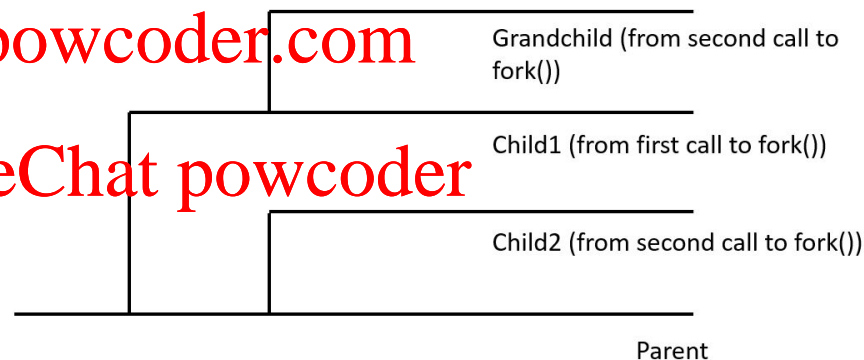 powcoder.com
Grandchild (from second call to
fork())
Child1 (from first call to fork())
eChat powcoder
Child2 (from second call to fork())
Parent